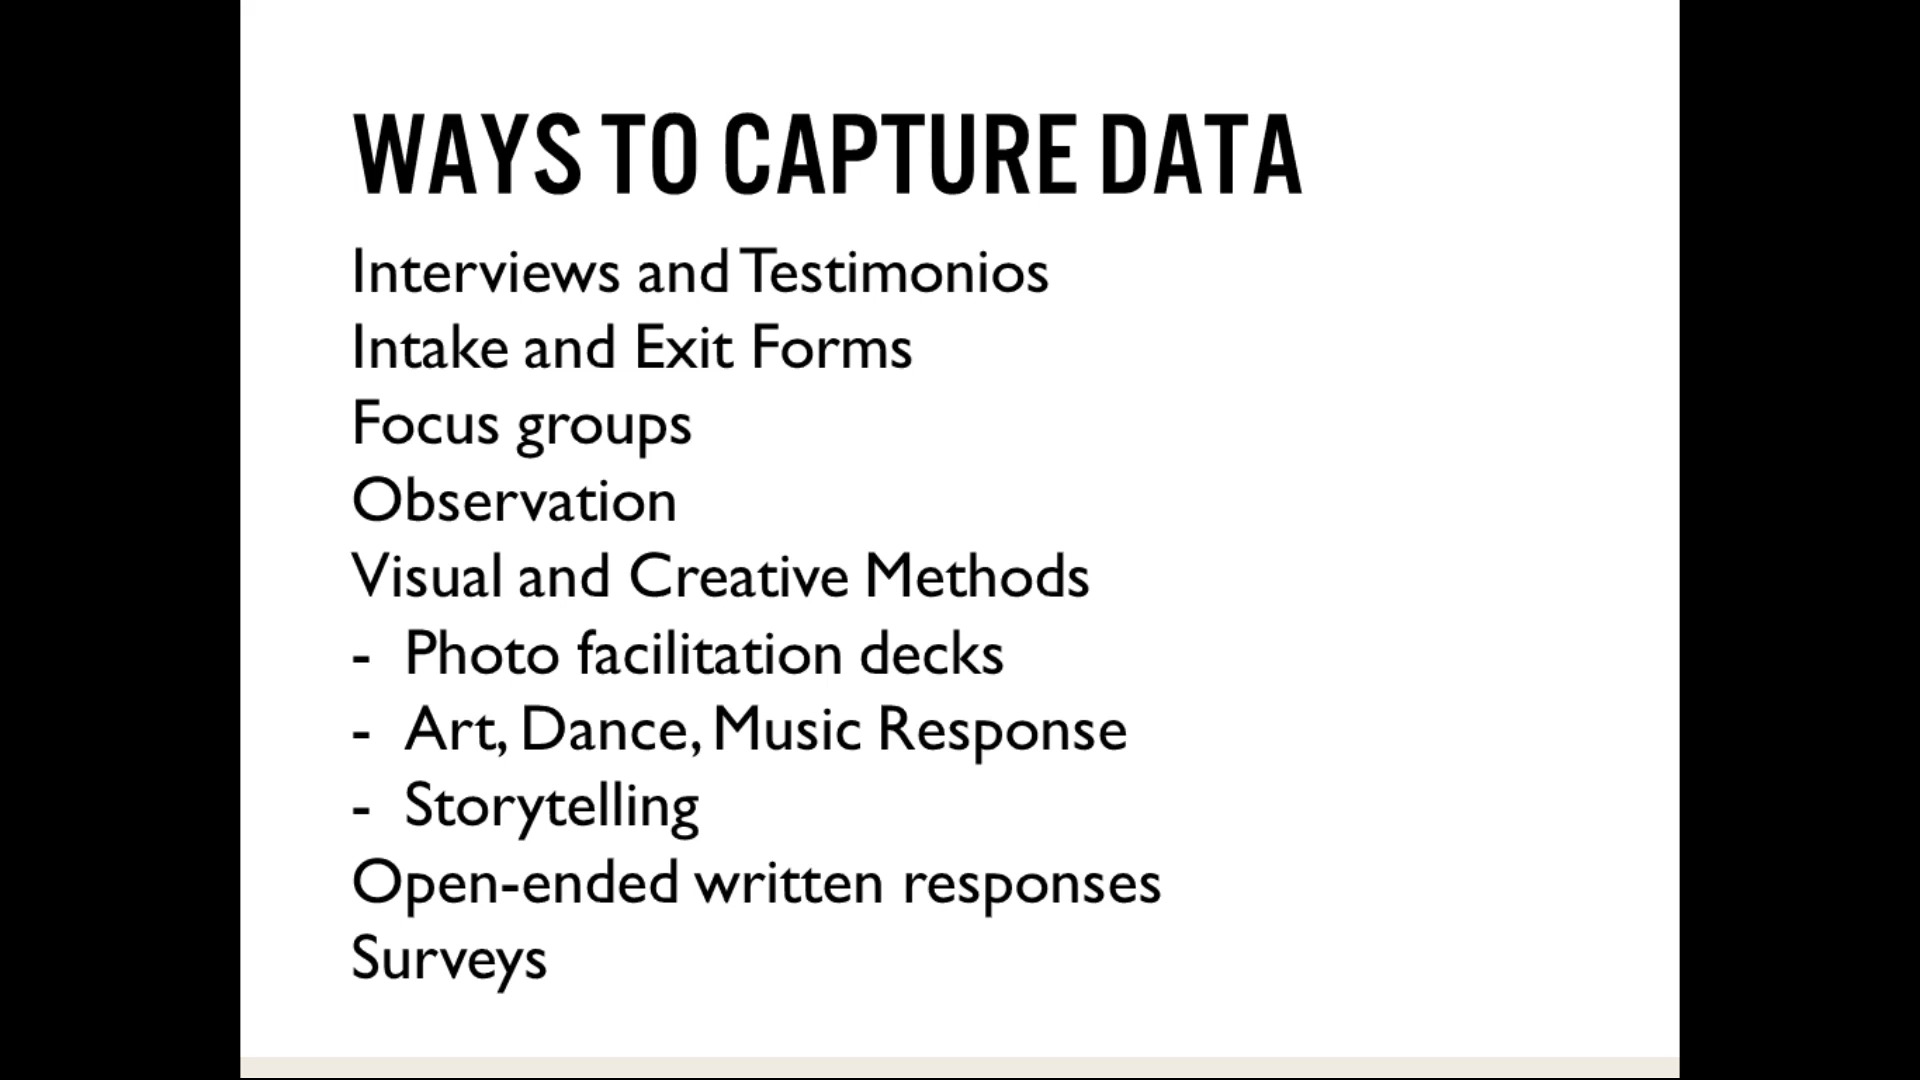 WAYS TO CAPTURE DATA
Interviews and Testimonios
Intake and Exit Forms
Focus groups
Observation
Visual and Creative Methods
- Photo facilitation decks
- Art, Dance, Music Response
- Storytelling
Open-ended written responses
Surveys